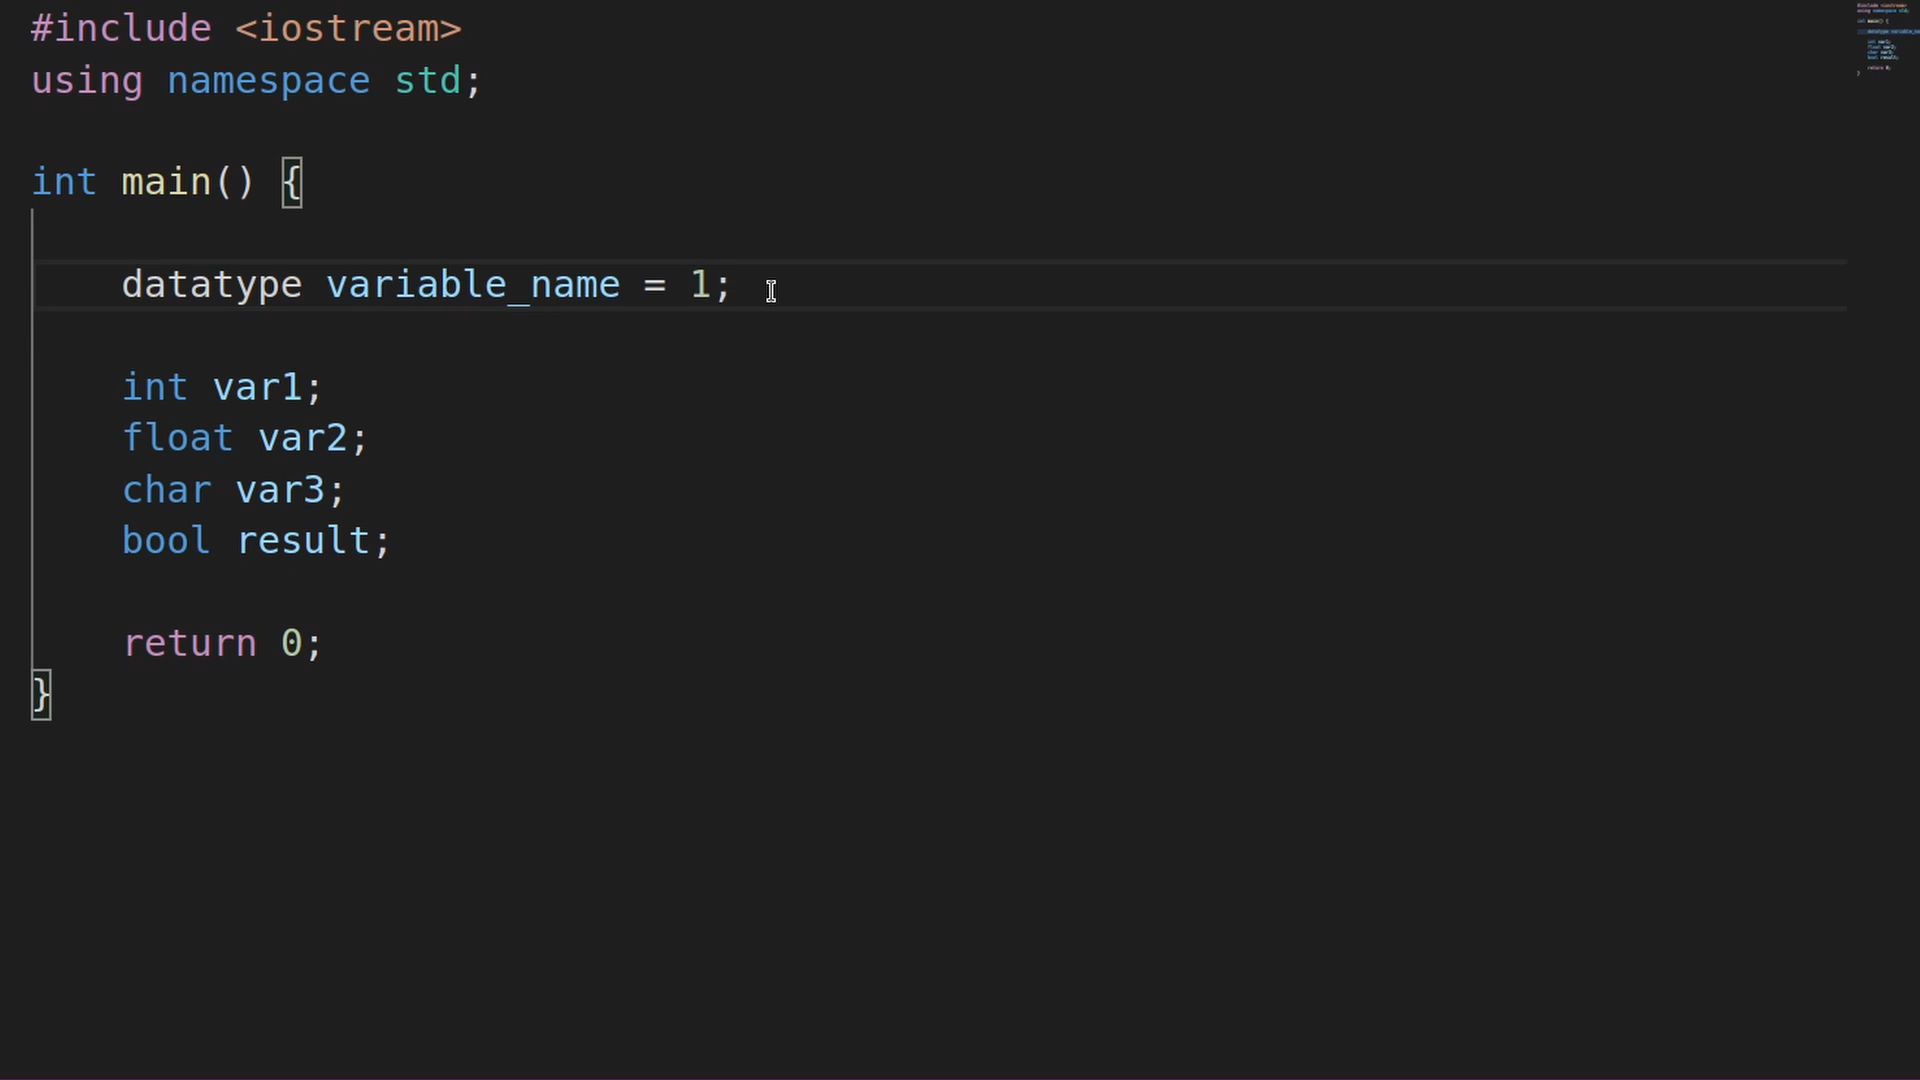 #include <iostream>
using namespace std;
int main() {
datatype variable_name = 1;
int var1;
float var2;
char var3;
bool result;
return 0;
}